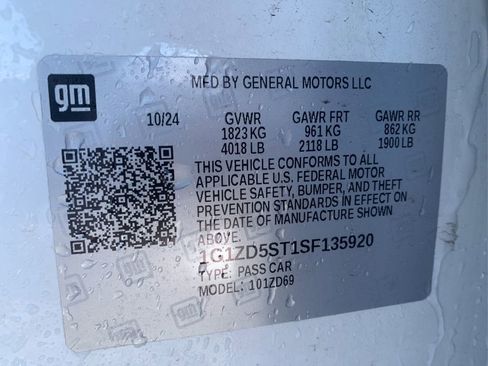 gm
MFD BY GENERAL MOTORS LLC
10/24 GVWR GAWR FRT GAWR RR
1823 KG 961 KG 862 KG
4018 LB 2118 LB 1900 LB
THIS VEHICLE CONFORMS TO ALL
APPLICABLE U.S. FEDERAL MOTOR
VEHICLE SAFETY, BUMPER, AND THEFT
PREVENTION STANDARDS IN EFFECT ON
THE DATE OF MANUFACTURE SHOWN
ABOVE.
1G1ZD5ST1SF135920
TYPE: PASS CAR
MODEL: 101ZD69